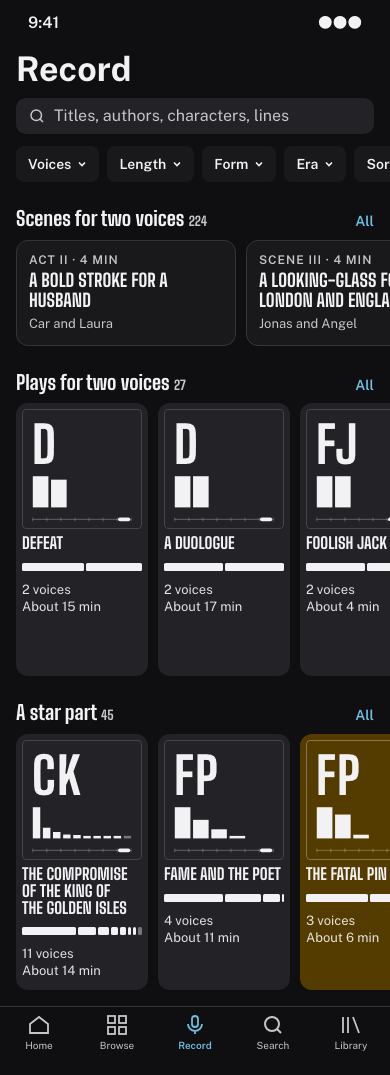 9:41
Record
Titles, authors, characters, lines
Voices
Length
Form
Era
Sor
Scenes for two voices 224
All
ACT II · 4 MIN
A BOLD STROKE FOR A
HUSBAND
Car and Laura
SCENE III · 4 MIN
A LOOKING-GLASS FO
LONDON AND ENGLA
Jonas and Angel
Plays for two voices 27
All
D
DEFEAT
2 voices
About 15 min
D
A DUOLOGUE
2 voices
About 17 min
FJ
FOOLISH JACK
2 voices
About 4 min
A star part 45
All
CK
THE COMPROMISE
OF THE KING OF
THE GOLDEN ISLES
11 voices
About 14 min
FP
FAME AND THE POET
4 voices
About 11 min
FP
THE FATAL PIN
3 voices
About 6 min
Home
Browse
Record
Search
Library